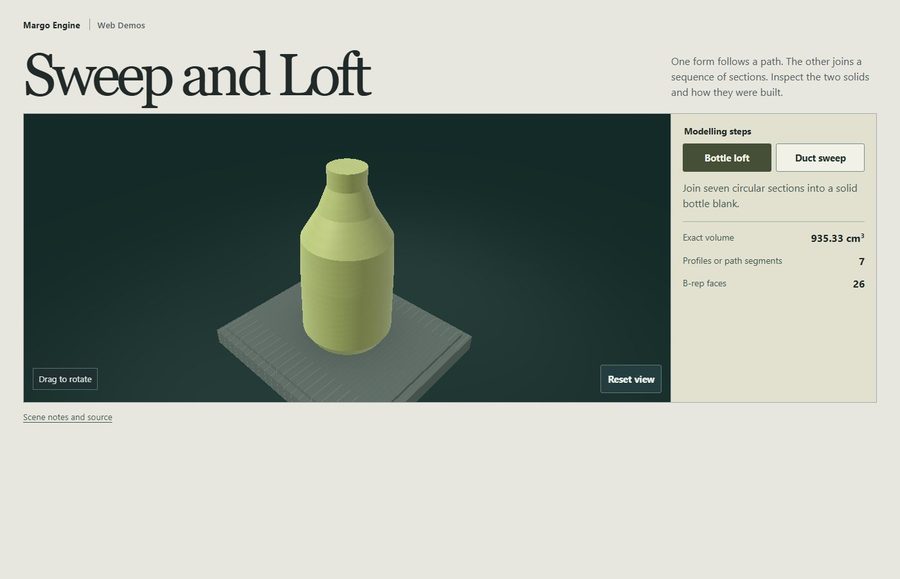 Margo Engine Web Demos
Sweep and Loft
One form follows a path. The other joins a
sequence of sections. Inspect the two solids
and how they were built.
Modelling steps
Bottle loft Duct sweep
Join seven circular sections into a solid
bottle blank.
Exact volume 935.33 cm³
Profiles or path segments 7
B-rep faces 26
Drag to rotate Reset view
Scene notes and source